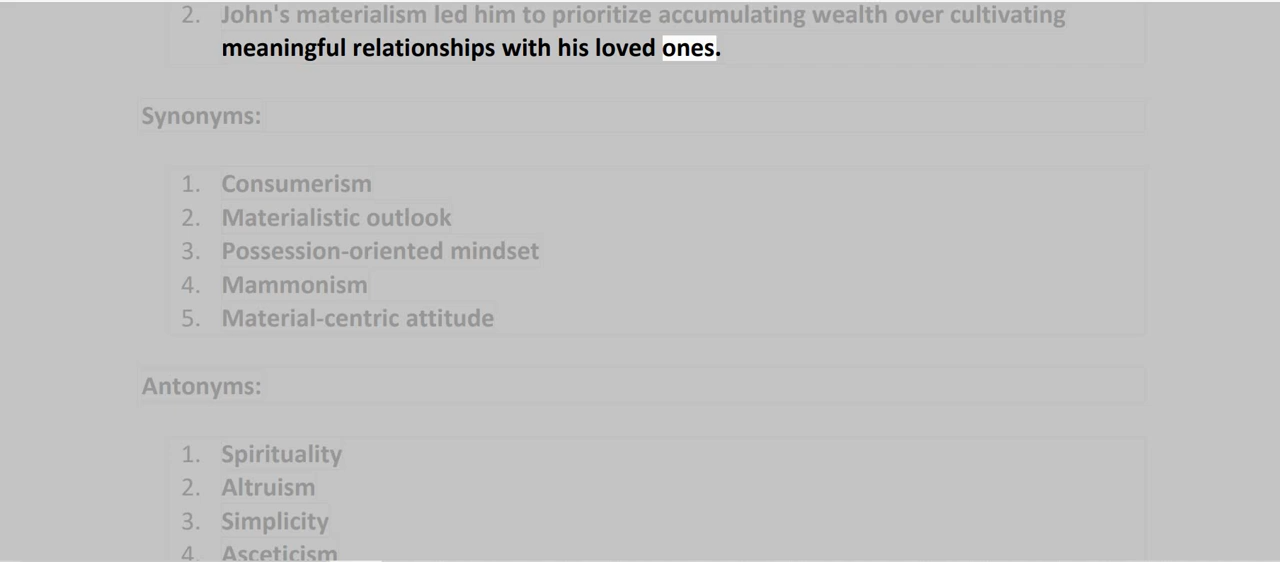 2. John's materialism led him to prioritize accumulating wealth over cultivating
meaningful relationships with his loved ones.
Synonyms:
1. Consumerism
2. Materialistic outlook
3. Possession-oriented mindset
4. Mammonism
5. Material-centric attitude
Antonyms:
1. Spirituality
2. Altruism
3. Simplicity
4. Asceticism